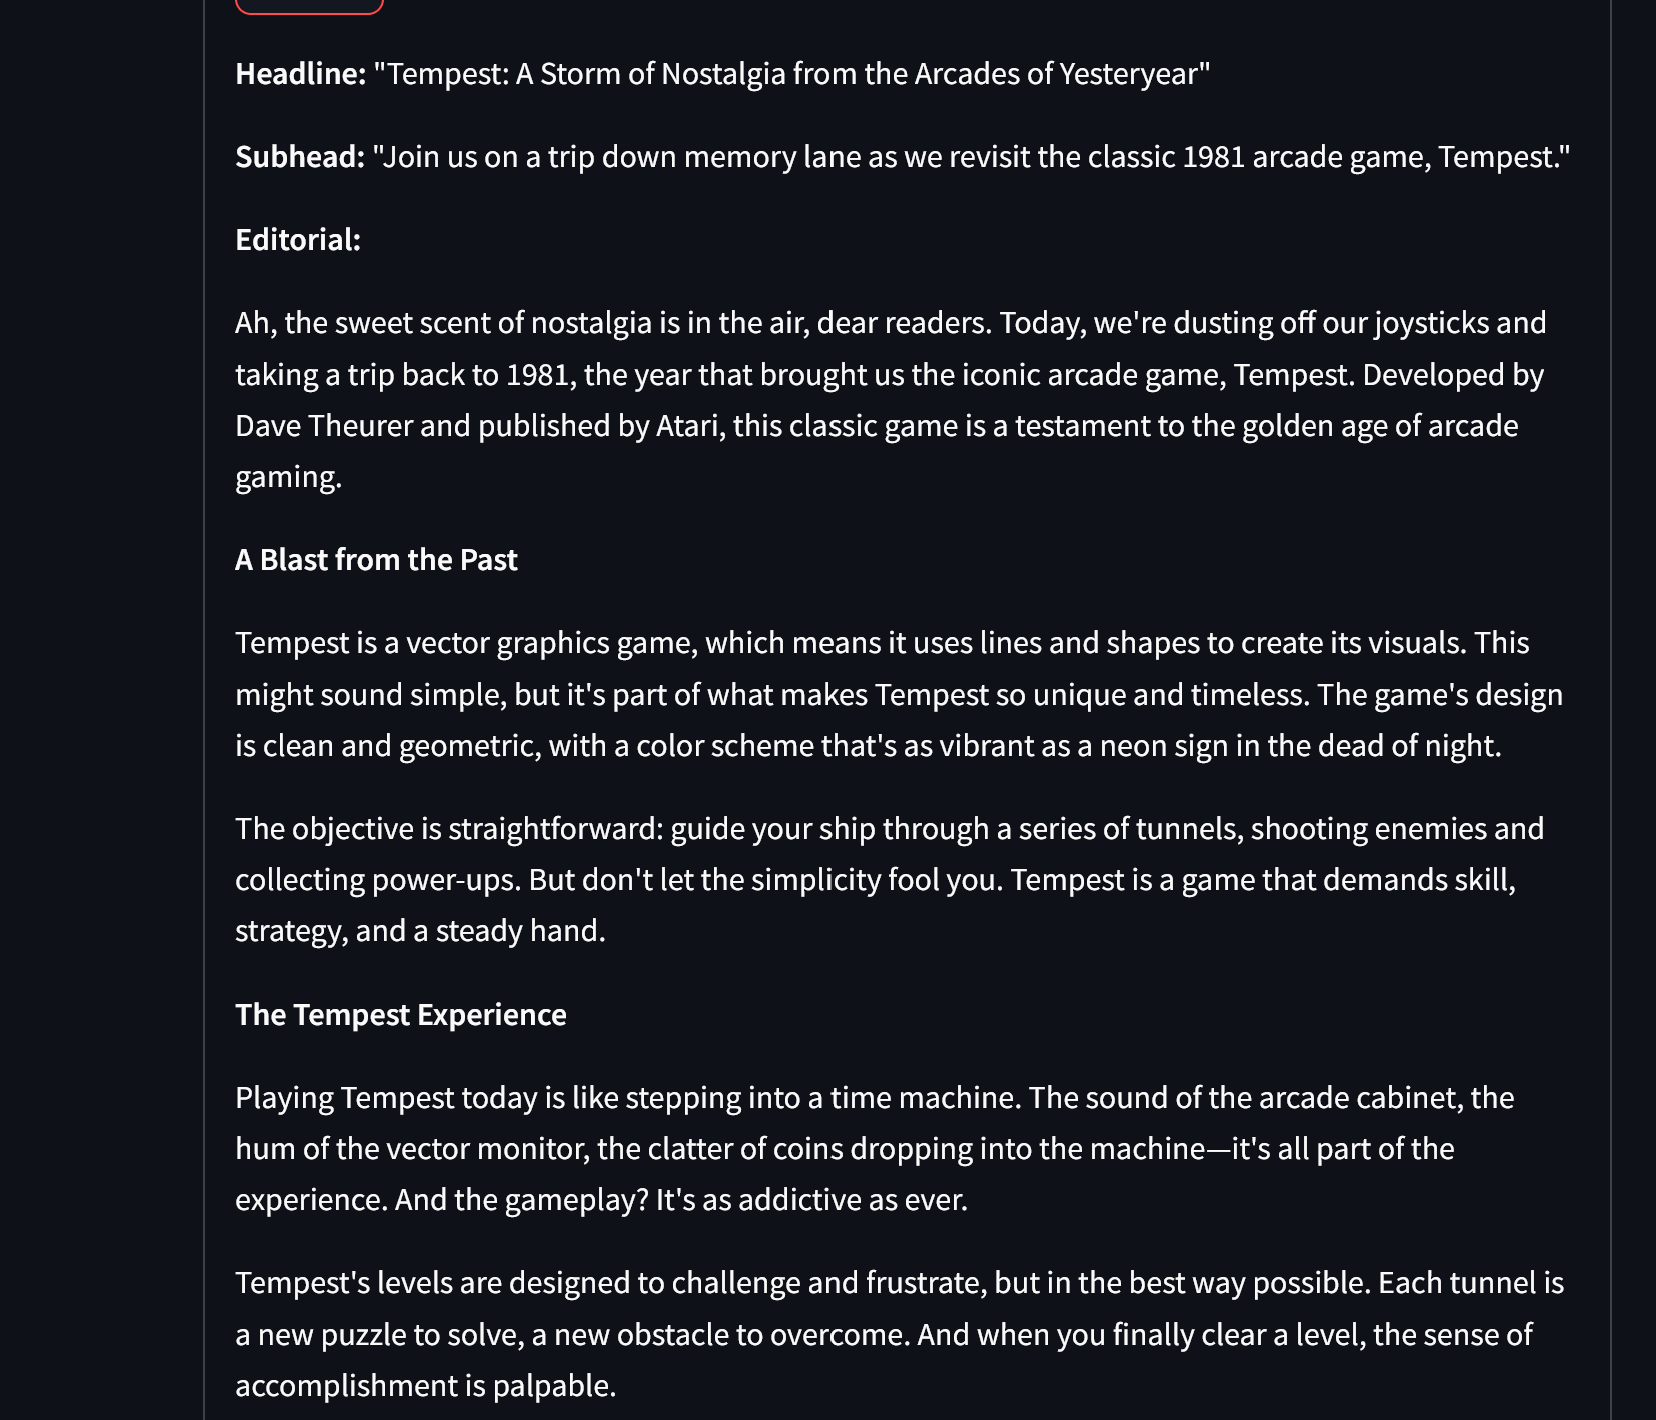 Headline: "Tempest: A Storm of Nostalgia from the Arcades of Yesteryear"
Subhead: "Join us on a trip down memory lane as we revisit the classic 1981 arcade game, Tempest."
Editorial:
Ah, the sweet scent of nostalgia is in the air, dear readers. Today, we're dusting off our joysticks and
taking a trip back to 1981, the year that brought us the iconic arcade game, Tempest. Developed by
Dave Theurer and published by Atari, this classic game is a testament to the golden age of arcade
gaming.
A Blast from the Past
Tempest is a vector graphics game, which means it uses lines and shapes to create its visuals. This
might sound simple, but it's part of what makes Tempest so unique and timeless. The game's design
is clean and geometric, with a color scheme that's as vibrant as a neon sign in the dead of night.
The objective is straightforward: guide your ship through a series of tunnels, shooting enemies and
collecting power-ups. But don't let the simplicity fool you. Tempest is a game that demands skill,
strategy, and a steady hand.
The Tempest Experience
Playing Tempest today is like stepping into a time machine. The sound of the arcade cabinet, the
hum of the vector monitor, the clatter of coins dropping into the machine—it's all part of the
experience. And the gameplay? It's as addictive as ever.
Tempest's levels are designed to challenge and frustrate, but in the best way possible. Each tunnel is
a new puzzle to solve, a new obstacle to overcome. And when you finally clear a level, the sense of
accomplishment is palpable.